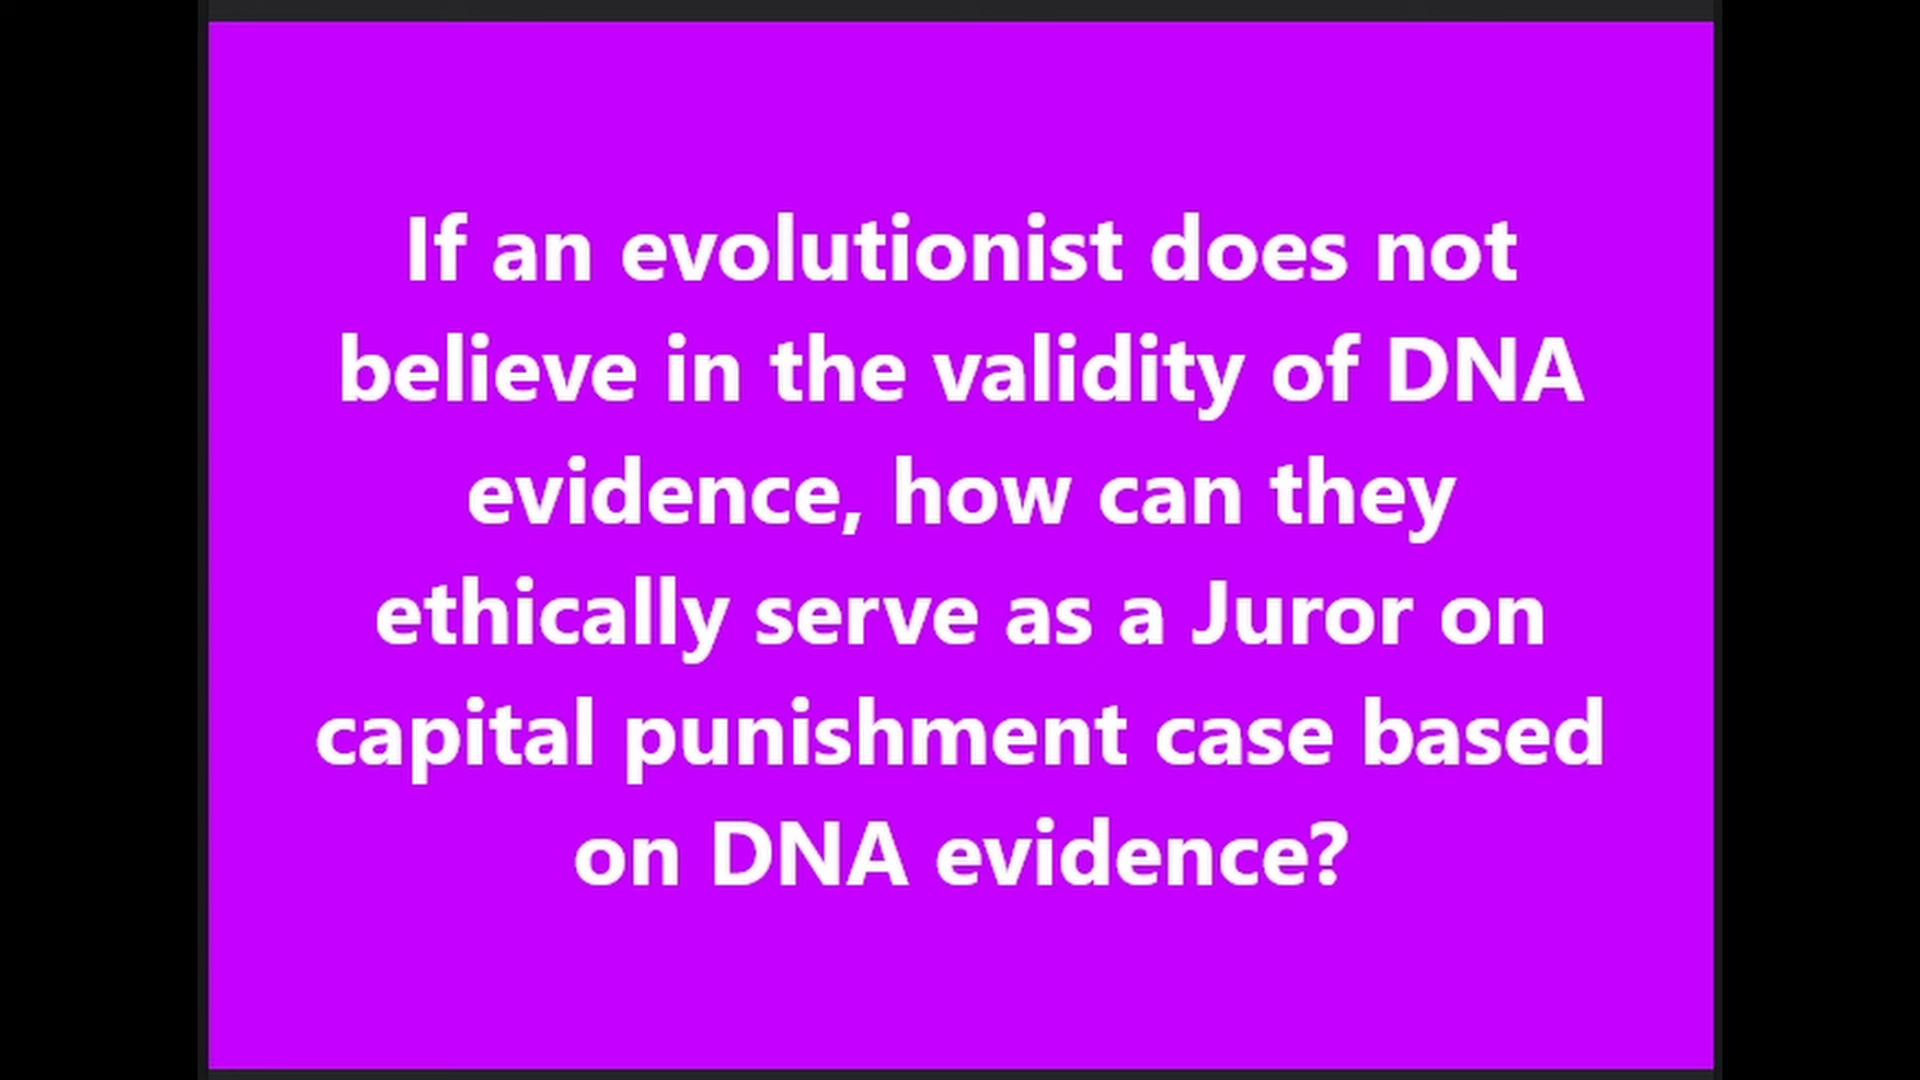 If an evolutionist does not
believe in the validity of DNA
evidence, how can they
ethically serve as a Juror on
capital punishment case based
on DNA evidence?